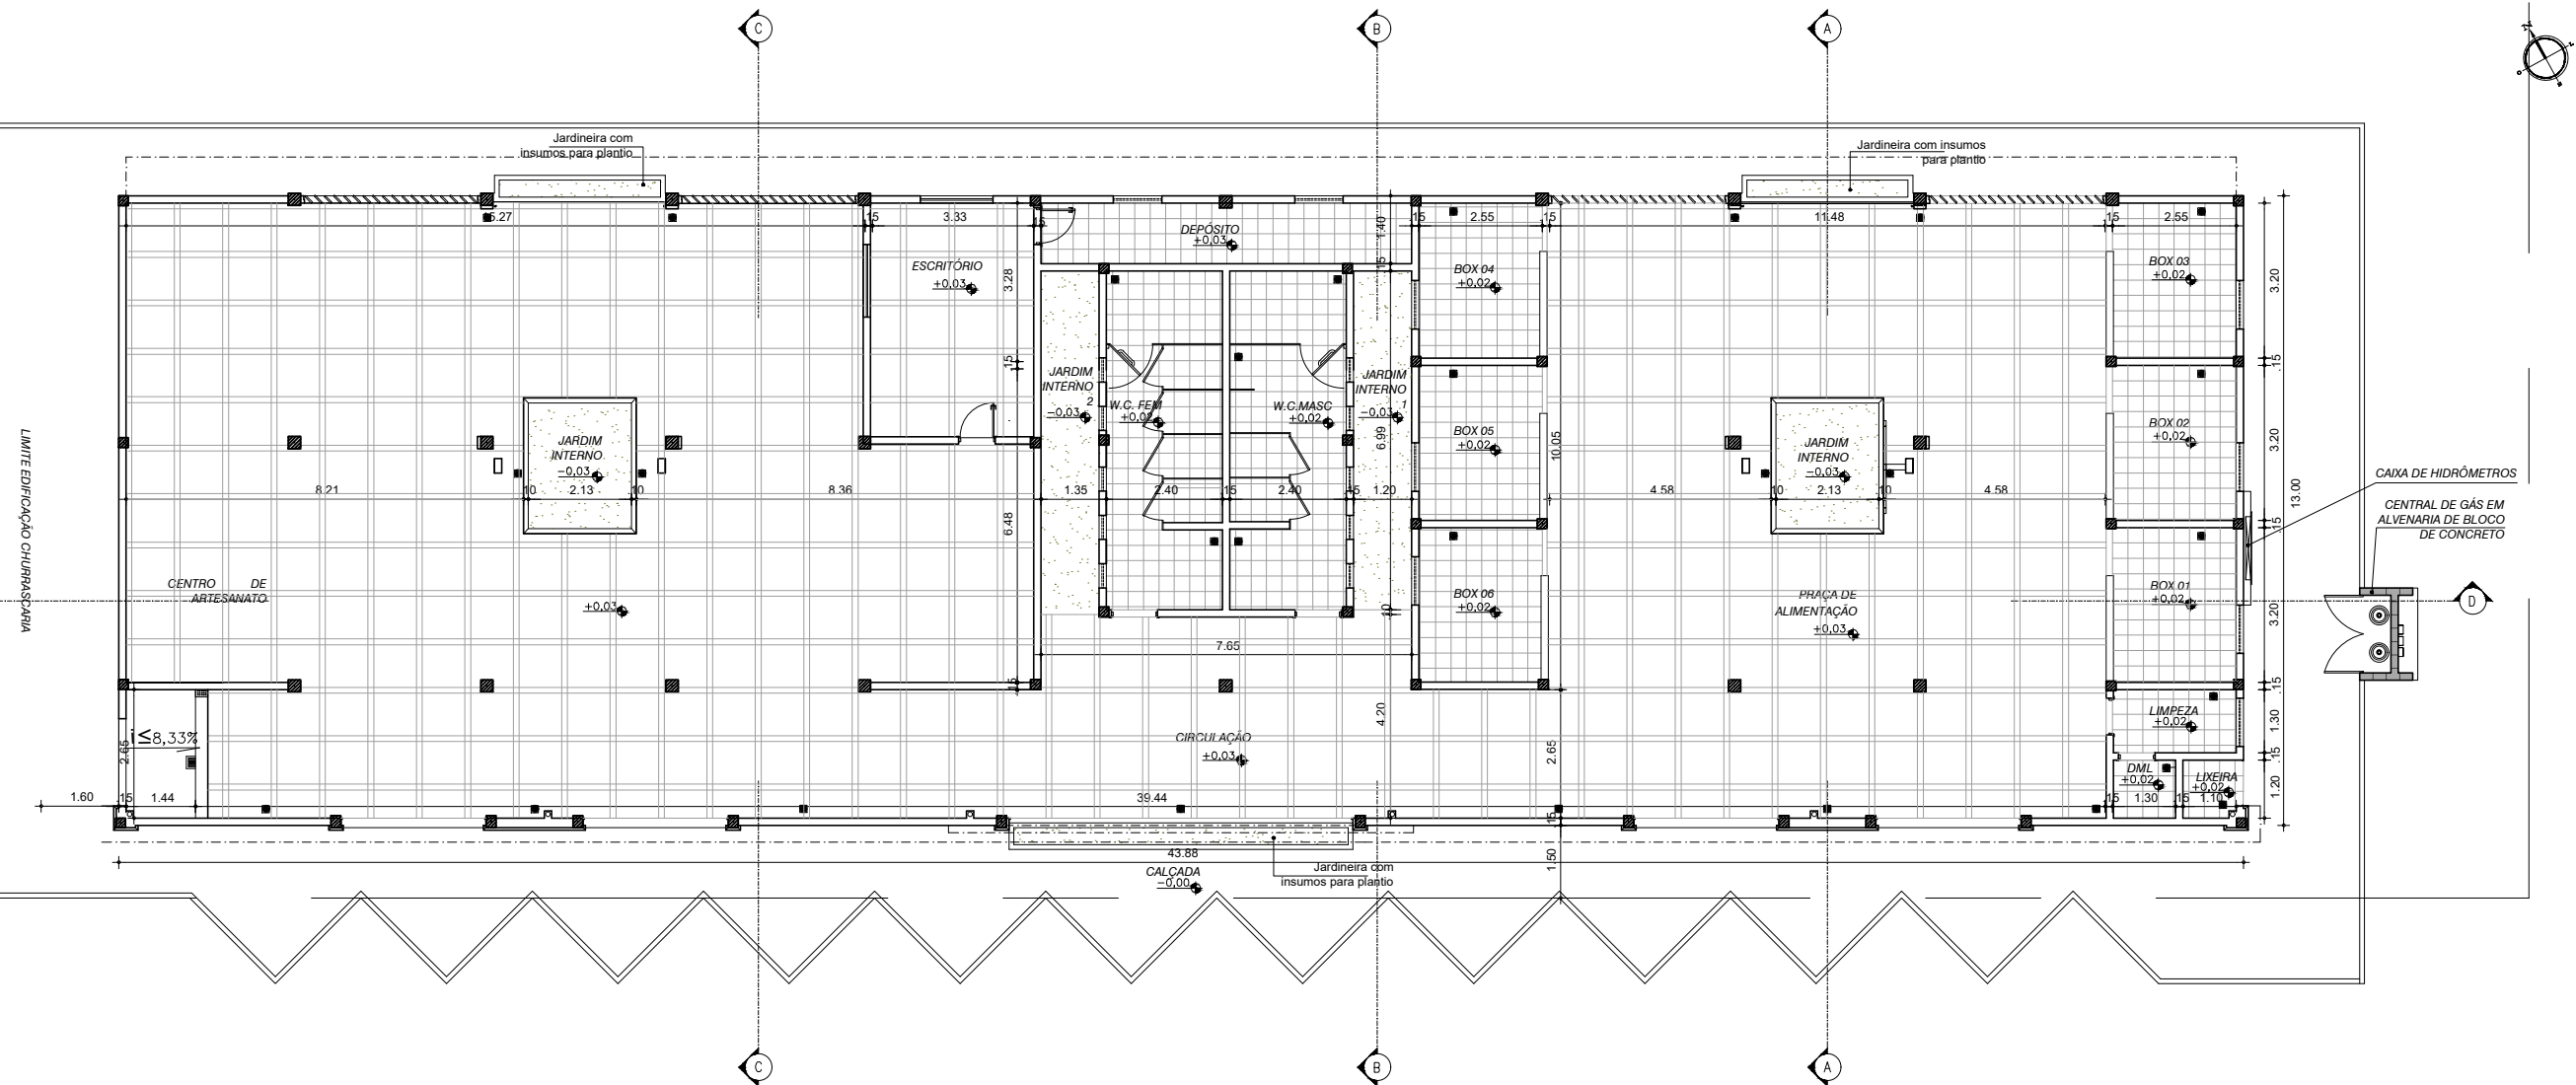 C
B
A
Jardineira com
insumos para plantio
Jardineira com insumos
para plantio
15
3.33
15
1.40
15
2.55
15
11.48
15
2.55
DEPÓSITO
+0,03
ESCRITÓRIO
+0,03
3.28
15
BOX 04
+0,02
BOX 03
+0,02
3.20
.15
JARDIM
INTERNO
2
-0,03
W.C. FEM
+0,02
W.C.MASC
+0,02
JARDIM
INTERNO
1
-0,03
6.99
BOX 05
+0,02
10.05
BOX 02
+0,02
3.20
JARDIM
INTERNO
-0,03
JARDIM
INTERNO
-0,03
8.21
10
2.13
10
8.36
1.35
2.40
15
2.40
15
1.20
4.58
10
2.13
10
4.58
6.48
LIMITE EDIFICAÇÃO CHURRASCARIA
13.00
.15
CAIXA DE HIDRÔMETROS
CENTRAL DE GÁS EM
ALVENARIA DE BLOCO
DE CONCRETO
CENTRO DE
ARTESANATO
+0,03
BOX 06
+0,02
10
PRAÇA DE
ALIMENTAÇÃO
+0,03
BOX 01
+0,02
3.20
D
7.65
15
.15
4.20
CIRCULAÇÃO
+0,03
2.65
i≤8,33%
2.65
LIMPEZA
+0,02
1.30
.15
DML
+0,02
LIXEIRA
+0,02
1.20
1.60
15
1.44
39.44
15
1.30
.15
1.10
15
43.88
1.50
CALÇADA
-0,00
Jardineira com
insumos para plantio
C
B
A